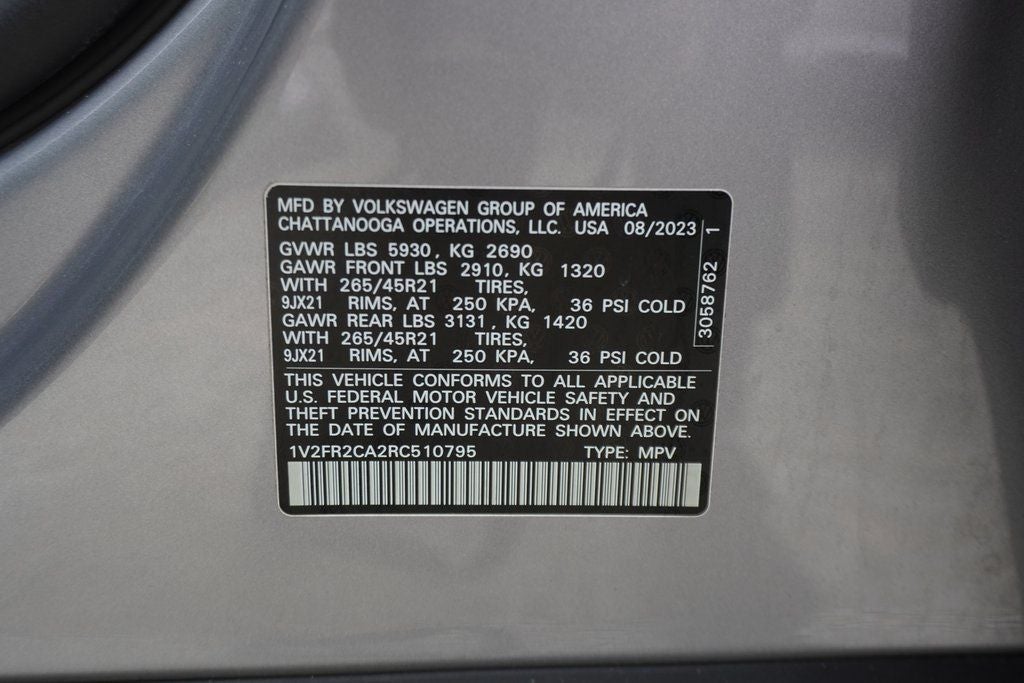 MFD BY VOLKSWAGEN GROUP OF AMERICA
CHATTANOOGA OPERATIONS, LLC. USA 08/2023
GVWR LBS 5930, KG 2690
GAWR FRONT LBS 2910, KG 1320
WITH 265/45R21 TIRES,
9JX21 RIMS, AT 250 KPA, 36 PSI COLD
GAWR REAR LBS 3131, KG 1420
WITH 265/45R21 TIRES,
9JX21 RIMS, AT 250 KPA, 36 PSI COLD
THIS VEHICLE CONFORMS TO ALL APPLICABLE
U.S. FEDERAL MOTOR VEHICLE SAFETY AND
THEFT PREVENTION STANDARDS IN EFFECT ON
THE DATE OF MANUFACTURE SHOWN ABOVE.
1V2FR2CA2RC510795 TYPE: MPV
3058762 1